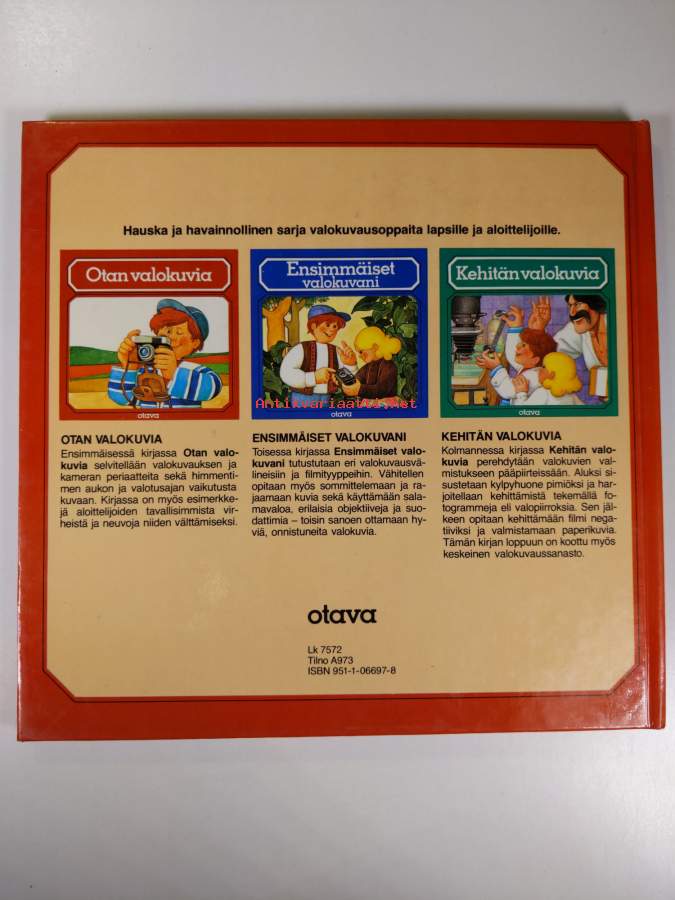 Hauska ja havainnollinen sarja valokuvausoppaita lapsille ja aloittelijoille.
Otan valokuvia
otava
Ensimmäiset
valokuvani
otava
Kehitän valokuvia
otava
Antikvariaatti.Net
OTAN VALOKUVIA
Ensimmäisessä kirjassa Otan valo-
kuvia selvitellään valokuvauksen ja
kameran periaatteita sekä himmenti-
men aukon ja valotusajan vaikutusta
kuvaan. Kirjassa on myös esimerkke-
jä aloittelijoiden tavallisimmista vir-
heistä ja neuvoja niiden välttämiseksi.
ENSIMMÄISET VALOKUVANI
Toisessa kirjassa Ensimmäiset valo-
kuvani tutustutaan eri valokuvausvä-
lineisiin ja filmityyppeihin. Vähitellen
opitaan myös sommittelemaan ja ra-
jaamaan kuvia sekä käyttämään sala-
mavaloa, erilaisia objektiiveja ja suo-
dattimia – toisin sanoen ottamaan hy-
viä, onnistuneita valokuvia.
KEHITÄN VALOKUVIA
Kolmannessa kirjassa Kehitän valo-
kuvia perehdytään valokuvien val-
mistukseen pääpiirteissään. Aluksi si-
sustetaan kylpyhuone pimiöksi ja har-
joitellaan kehittämistä tekemällä fo-
togrammeja eli valopiirroksia. Sen jäl-
keen opitaan kehittämään filmi nega-
tiiviksi ja valmistamaan paperikuvia.
Tämän kirjan loppuun on koottu myös
keskeinen valokuvaussanasto.
otava
Lk 7572
Tilno A973
ISBN 951-1-06697-8